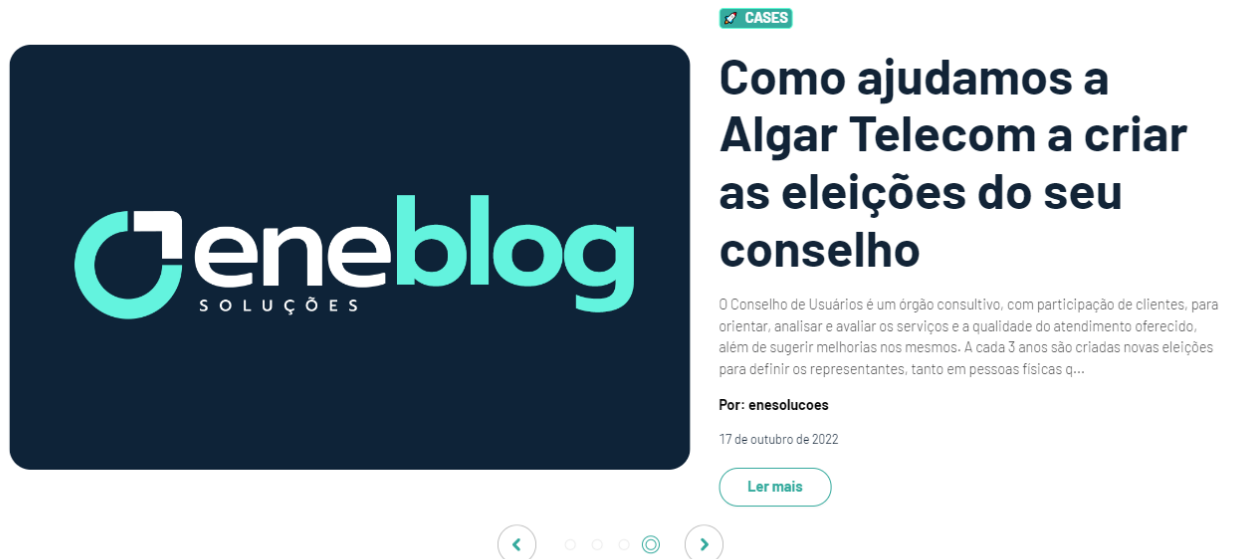 eneblog
SOLUÇÕES
CASES
Como ajudamos a
Algar Telecom a criar
as eleições do seu
conselho
O Conselho de Usuários é um órgão consultivo, com participação de clientes, para
orientar, analisar e avaliar os serviços e a qualidade do atendimento oferecido,
além de sugerir melhorias nos mesmos. A cada 3 anos são criadas novas eleições
para definir os representantes, tanto em pessoas físicas q...
Por: enesolucoes
17 de outubro de 2022
Ler mais